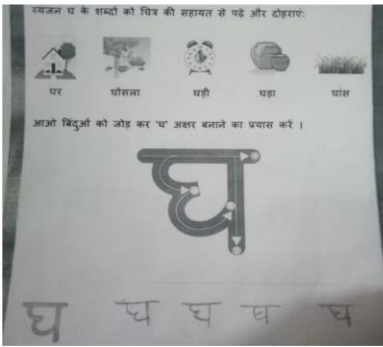 व्यंजन घ के शब्दों को चित्र की सहायता से पढ़ें और दोहराएं:
घर घोंसला घड़ी घड़ा घांस
आओ बिंदुओं को जोड़ कर 'घ' अक्षर बनाने का प्रयास करें ।
घ
घ घ घ घ घ